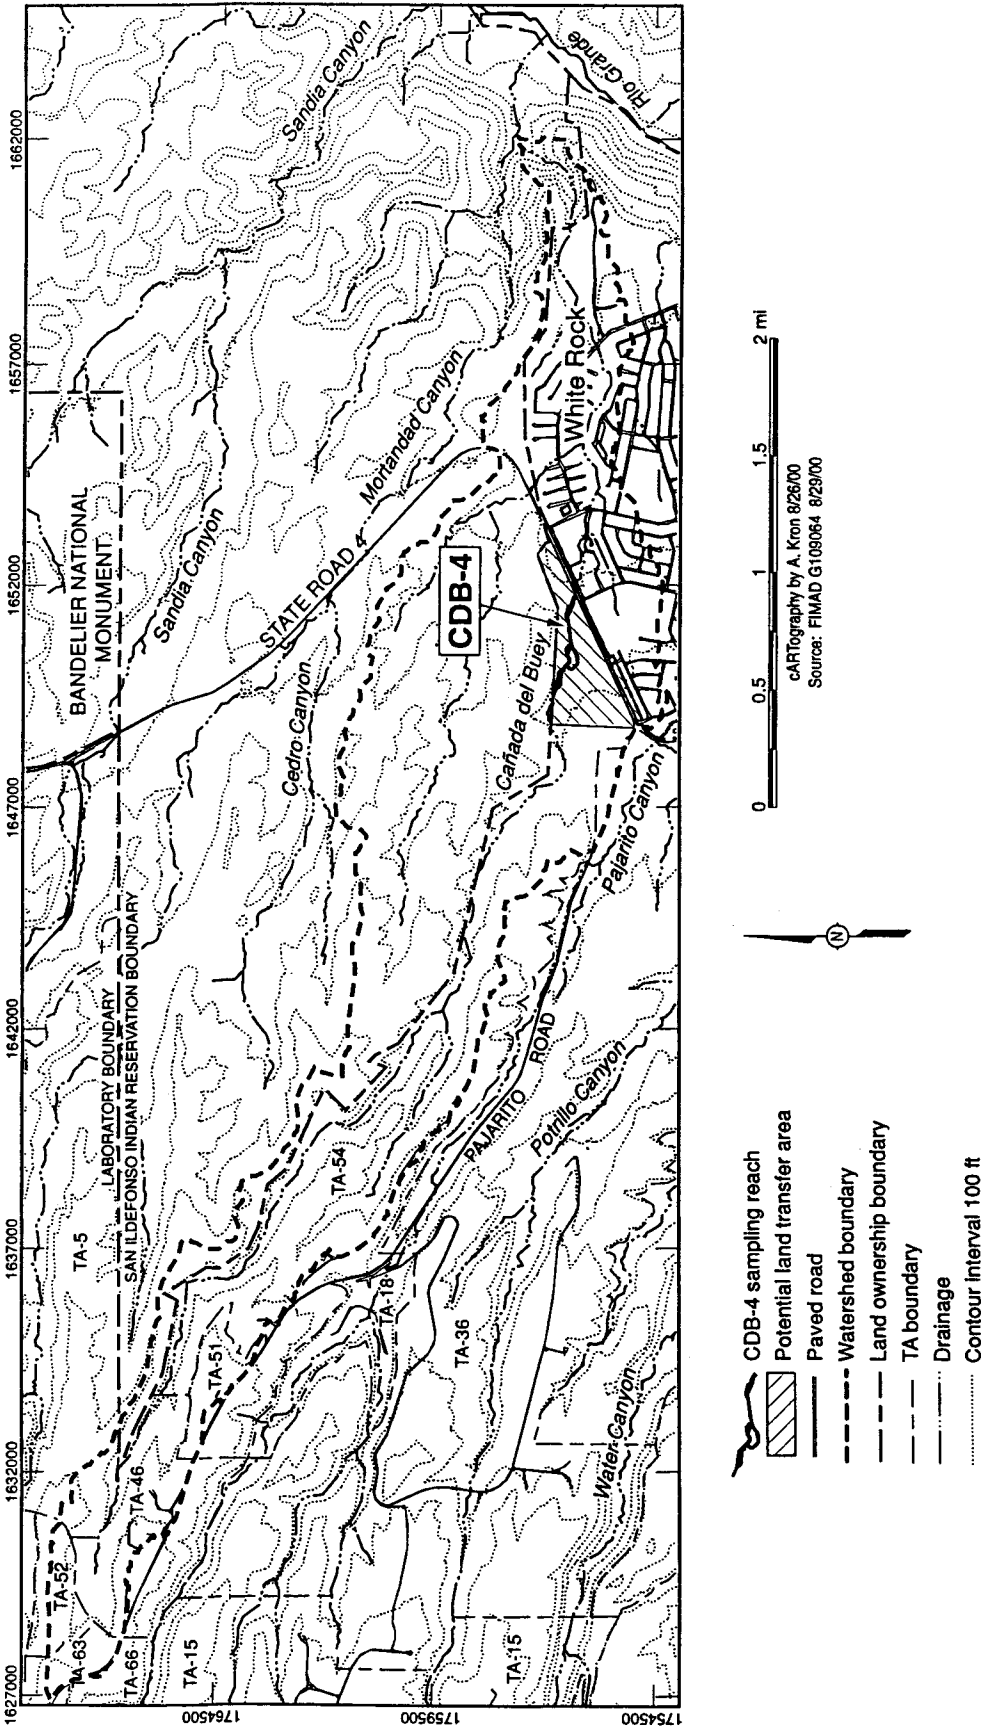 1627000
1632000
1637000
1642000
1647000
1652000
1657000
1662000
1764500
1759500
1754500
TA-52
TA-63
TA-66
TA-46
TA-15
TA-51
TA-5
LABORATORY BOUNDARY
SAN ILDEFONSO INDIAN RESERVATION BOUNDARY
BANDELIER NATIONAL
MONUMENT
Sandia Canyon
Sandia Canyon
STATE ROAD 4
Cedro Canyon
Mortandad Canyon
TA-54
TA-18
TA-36
TA-15
PAJARITO ROAD
Potrillo Canyon
Water Canyon
Pajarito Canyon
Cañada del Buey
CDB-4
White Rock
Rio Grande
CDB-4 sampling reach
Potential land transfer area
Paved road
Watershed boundary
Land ownership boundary
TA boundary
Drainage
Contour interval 100 ft
N
0 0.5 1 1.5 2 mi
cARTography by A. Kron 8/26/00
Source: FIMAD G109064 8/29/00